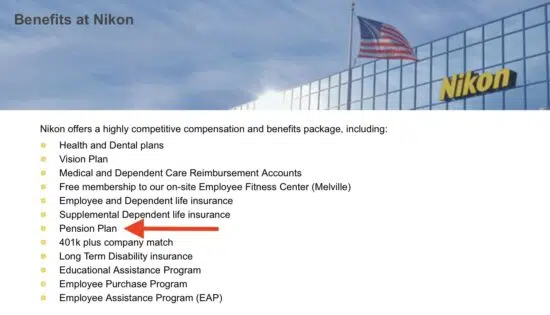 Benefits at Nikon
Nikon
Nikon offers a highly competitive compensation and benefits package, including:
Health and Dental plans
Vision Plan
Medical and Dependent Care Reimbursement Accounts
Free membership to our on-site Employee Fitness Center (Melville)
Employee and Dependent life insurance
Supplemental Dependent life insurance
Pension Plan
401k plus company match
Long Term Disability insurance
Educational Assistance Program
Employee Purchase Program
Employee Assistance Program (EAP)